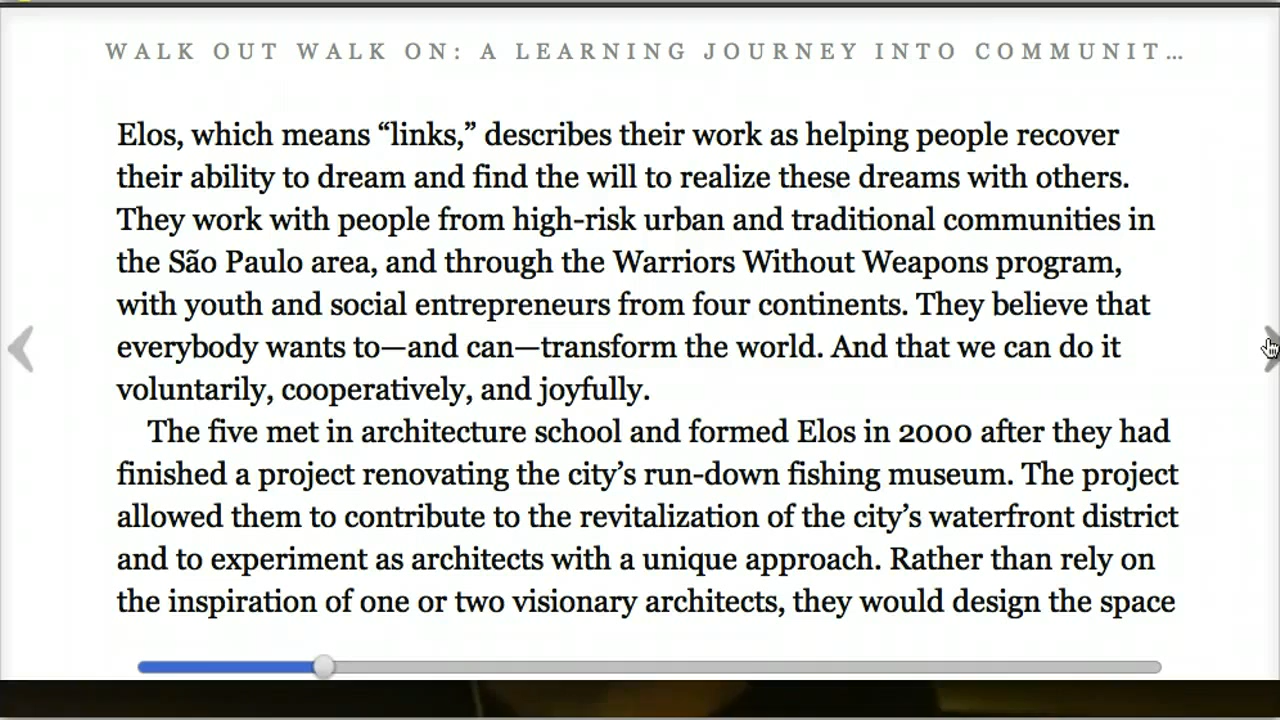 WALK OUT WALK ON: A LEARNING JOURNEY INTO COMMUNIT…
Elos, which means “links,” describes their work as helping people recover
their ability to dream and find the will to realize these dreams with others.
They work with people from high-risk urban and traditional communities in
the São Paulo area, and through the Warriors Without Weapons program,
with youth and social entrepreneurs from four continents. They believe that
everybody wants to—and can—transform the world. And that we can do it
voluntarily, cooperatively, and joyfully.
The five met in architecture school and formed Elos in 2000 after they had
finished a project renovating the city’s run-down fishing museum. The project
allowed them to contribute to the revitalization of the city’s waterfront district
and to experiment as architects with a unique approach. Rather than rely on
the inspiration of one or two visionary architects, they would design the space